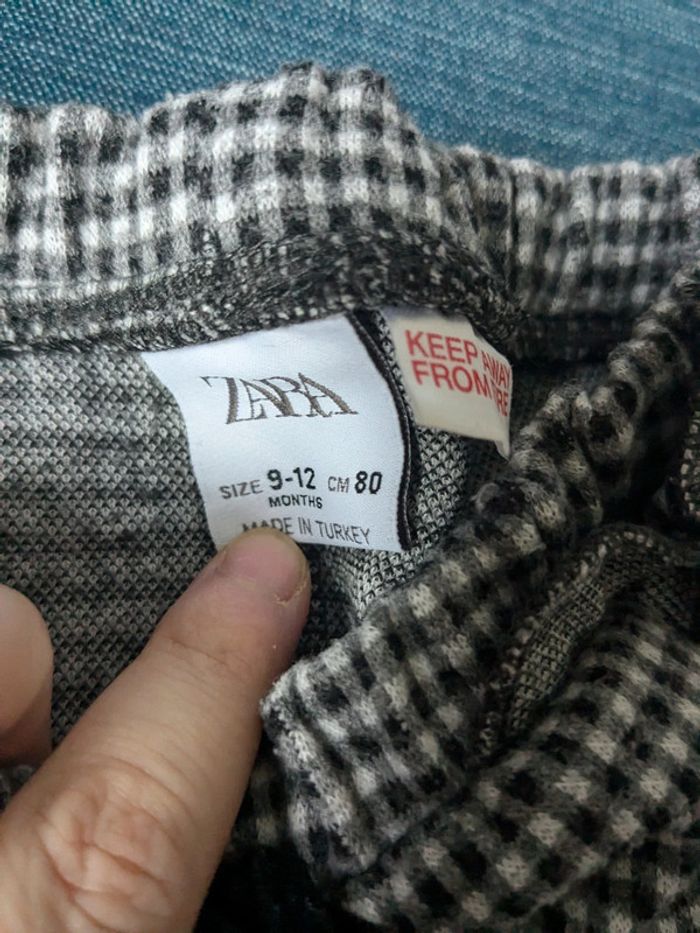 ZARA
SIZE 9-12 CM 80
MONTHS
MADE IN TURKEY
KEEP AWAY
FROM FIRE